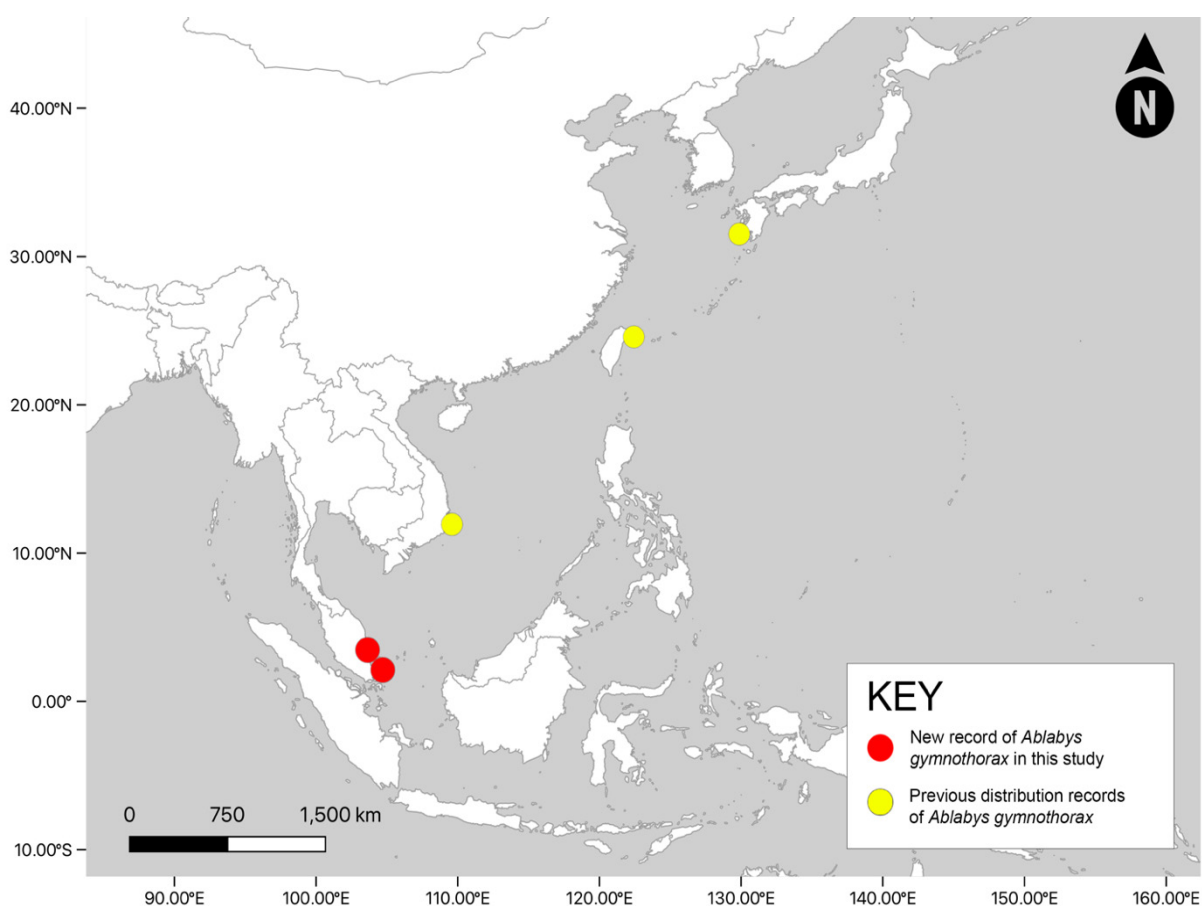 N
40.00°N
30.00°N
20.00°N
10.00°N
0.00°
10.00°S
KEY
New record of Ablabys
gymnothorax in this study
Previous distribution records
of Ablabys gymnothorax
0 750 1,500 km
90.00°E 100.00°E 110.00°E 120.00°E 130.00°E 140.00°E 150.00°E 160.00°E